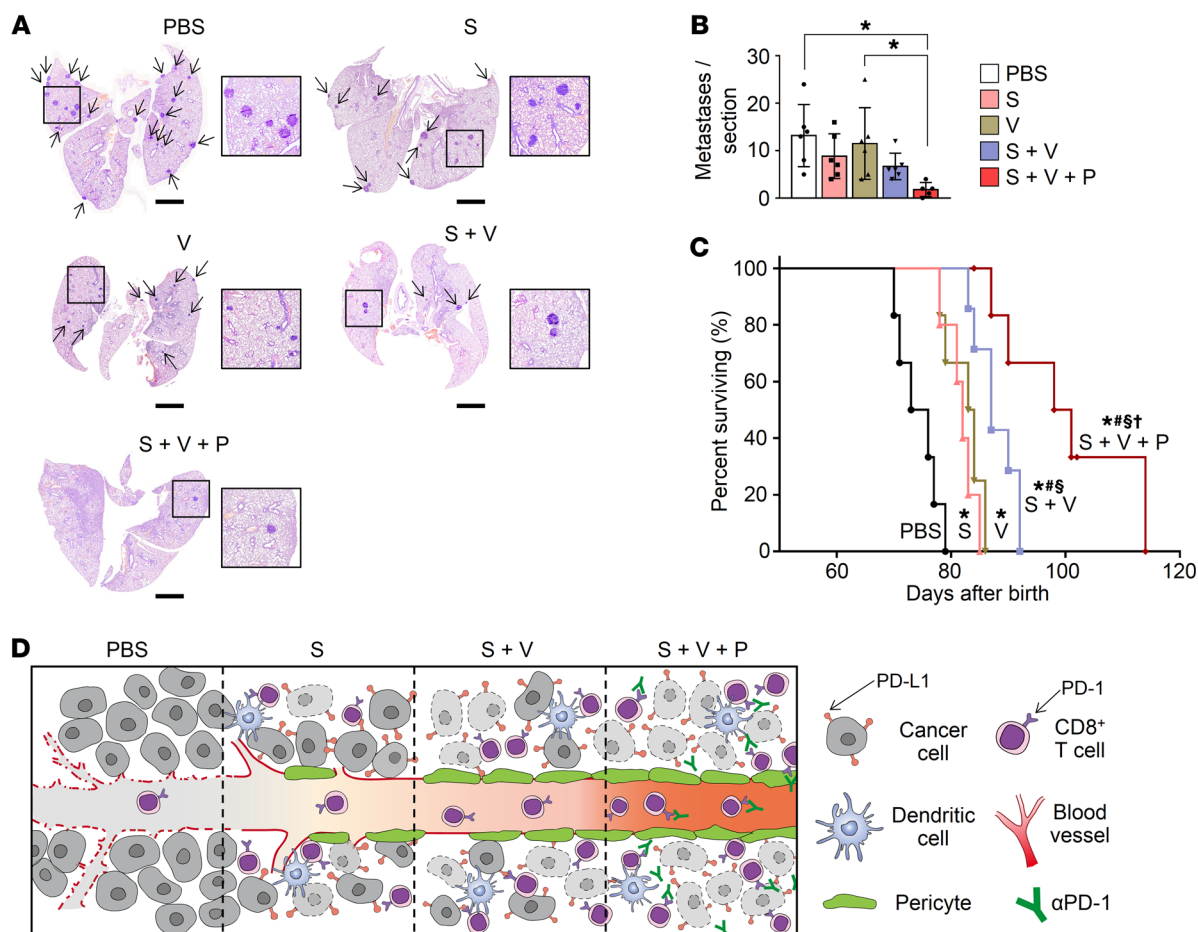 A
PBS
S
V
S + V
S + V + P
B
Metastases /
section
30
20
10
0
*
*
PBS
S
V
S + V
S + V + P
C
Percent surviving (%)
100
80
60
40
20
0
60
80
100
120
Days after birth
PBS
*
S
*
V
*#§
S + V
*#§†
S + V + P
D
PBS
S
S + V
S + V + P
PD-L1
Cancer
cell
PD-1
CD8+
T cell
Dendritic
cell
Blood
vessel
Pericyte
αPD-1